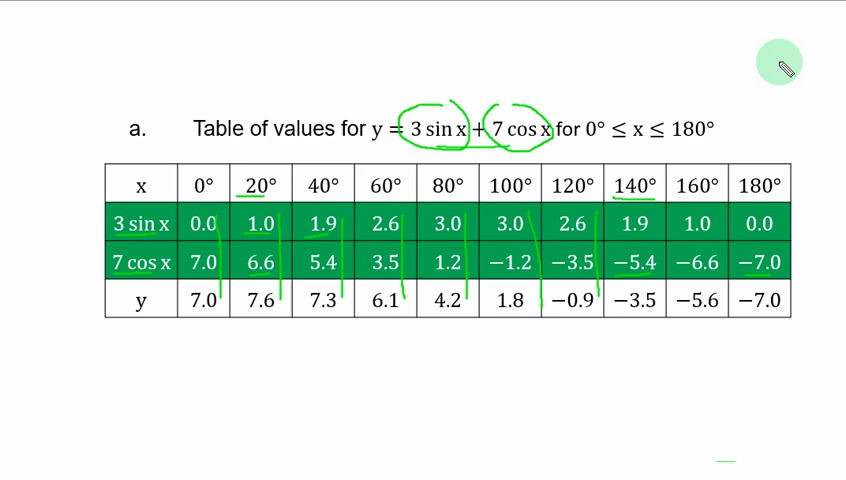 a. Table of values for y = 3 sin x + 7 cos x for 0° ≤ x ≤ 180°
x 0° 20° 40° 60° 80° 100° 120° 140° 160° 180°
3 sin x 0.0 1.0 1.9 2.6 3.0 3.0 2.6 1.9 1.0 0.0
7 cos x 7.0 6.6 5.4 3.5 1.2 −1.2 −3.5 −5.4 −6.6 −7.0
y 7.0 7.6 7.3 6.1 4.2 1.8 −0.9 −3.5 −5.6 −7.0